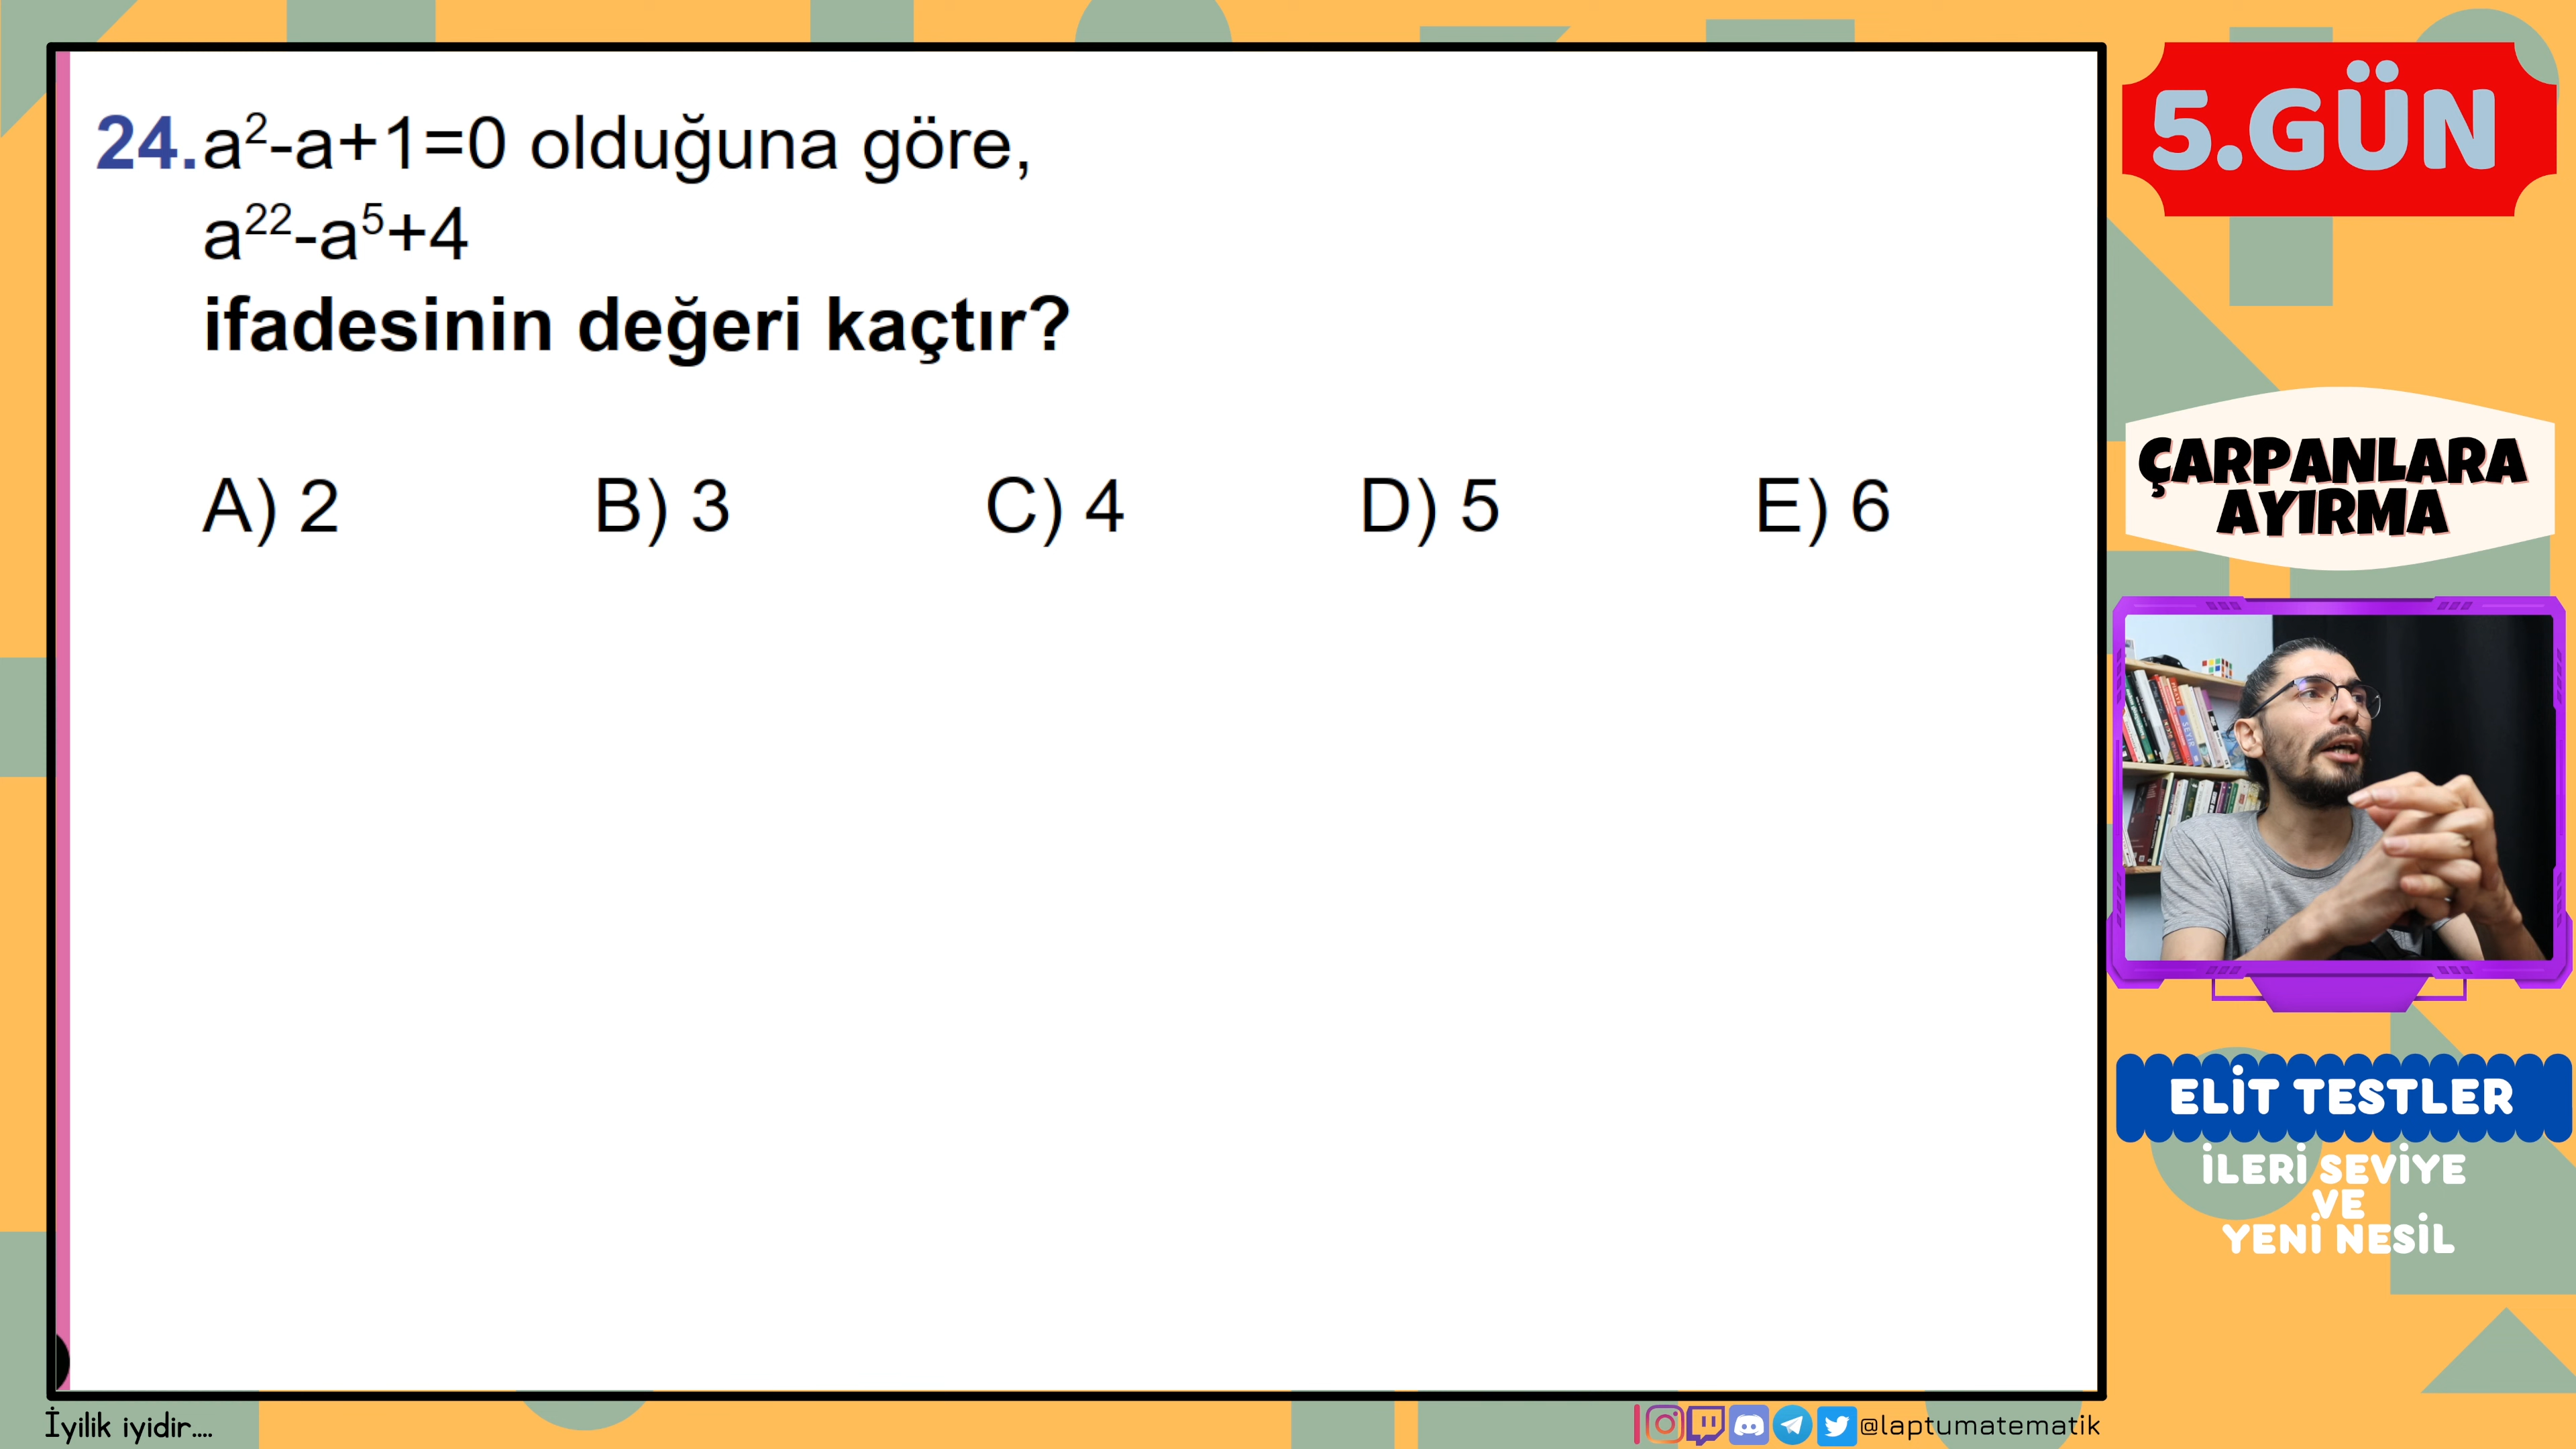 24. a²-a+1=0 olduğuna göre,
a²²-a⁵+4
ifadesinin değeri kaçtır?
A) 2 B) 3 C) 4 D) 5 E) 6
5.GÜN
ÇARPANLARA
AYIRMA
ELİT TESTLER
İLERİ SEVİYE
VE
YENİ NESİL
İyilik iyidir....
@laptumatematik